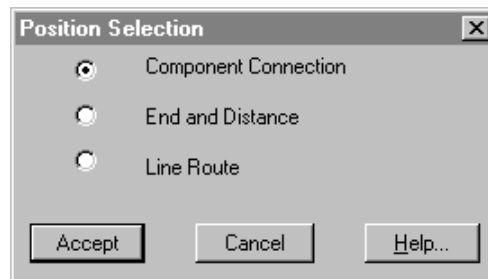 Position Selection
Component Connection
End and Distance
Line Route
Accept Cancel Help...